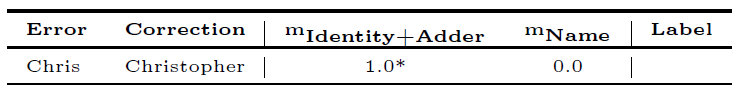 Error Correction mIdentity+Adder mName Label
Chris Christopher 1.0* 0.0